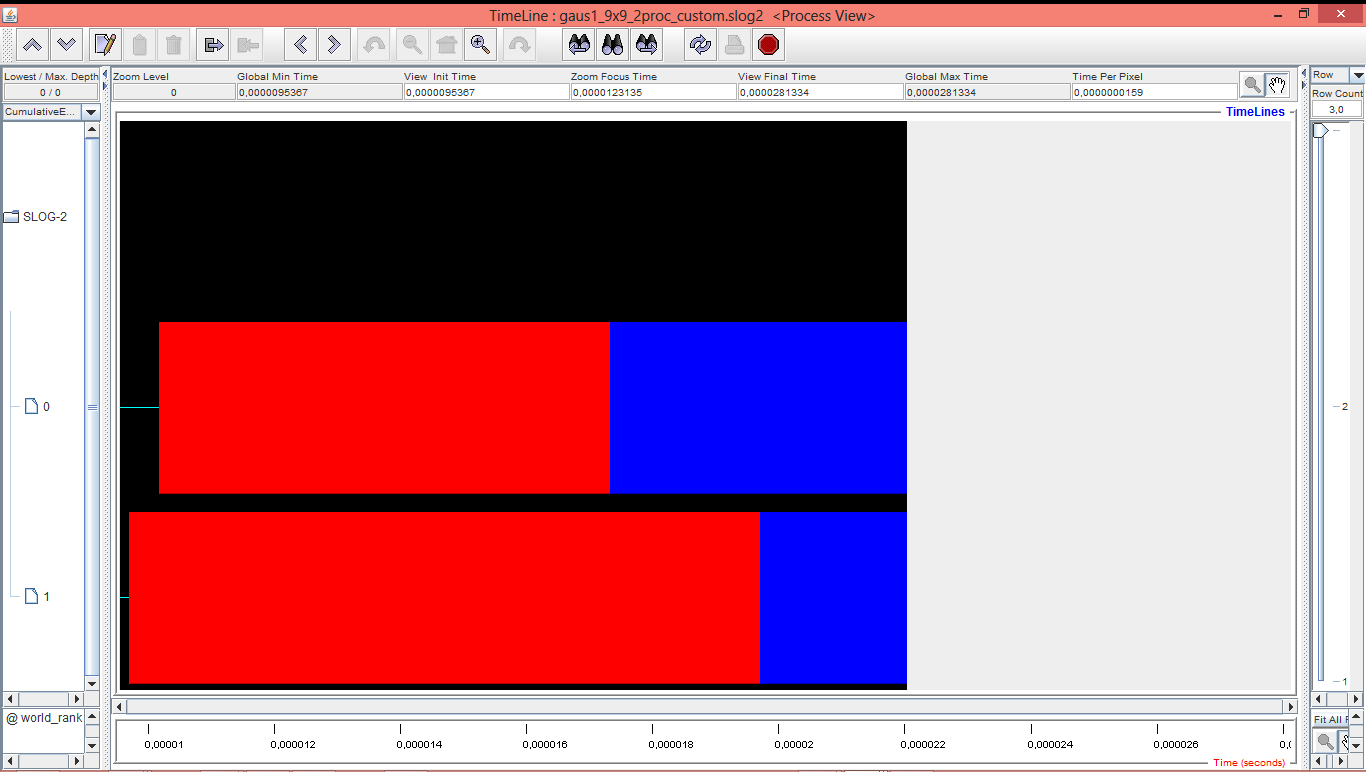 TimeLine : gaus1_9x9_2proc_custom.slog2 <Process View>
Lowest / Max. Depth
0 / 0
Zoom Level
0
Global Min Time
0,0000095367
View Init Time
0,0000095367
Zoom Focus Time
0,0000123135
View Final Time
0,0000281334
Global Max Time
0,0000281334
Time Per Pixel
0,0000000159
Row
Row Count
3,0
CumulativeE...
TimeLines
SLOG-2
0
1
2
1
@ world_rank
Fit All
0,00001 0,000012 0,000014 0,000016 0,000018 0,00002 0,000022 0,000024 0,000026 0,
Time (seconds)